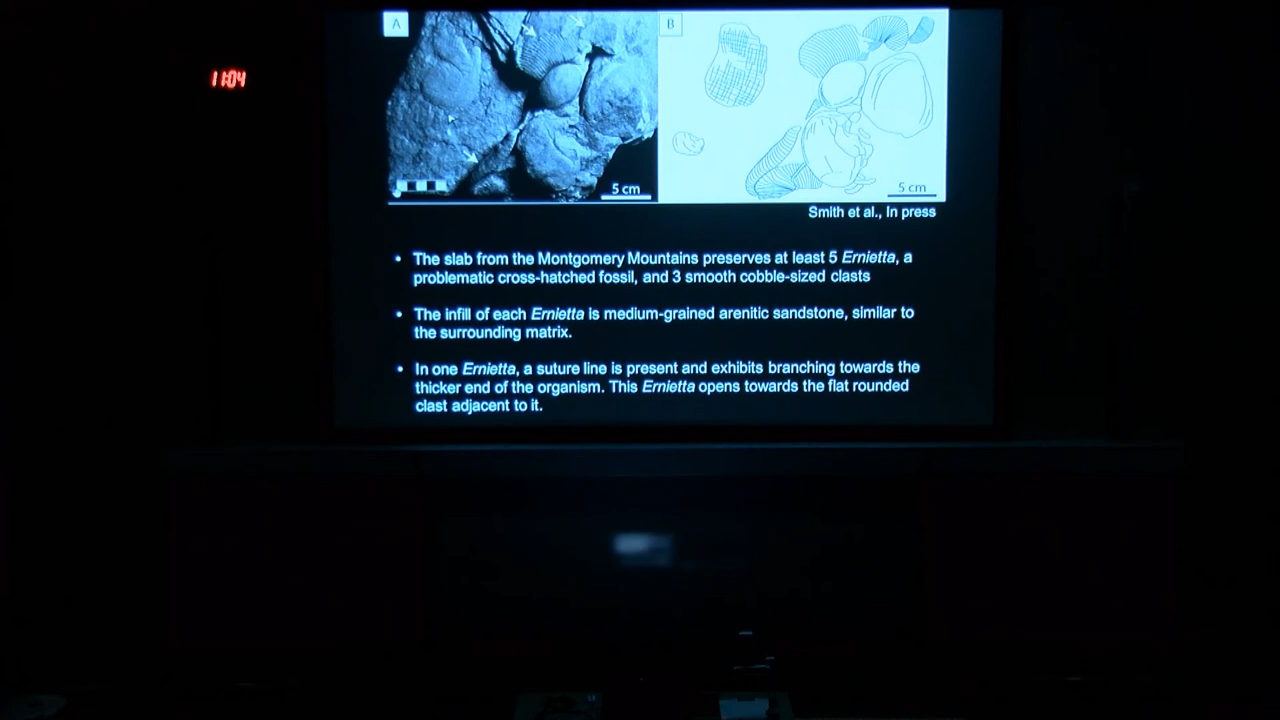 A
B
11:04
5 cm
5 cm
Smith et al., In press
• The slab from the Montgomery Mountains preserves at least 5 Ernietta, a
problematic cross-hatched fossil, and 3 smooth cobble-sized clasts
• The infill of each Ernietta is medium-grained arenitic sandstone, similar to
the surrounding matrix.
• In one Ernietta, a suture line is present and exhibits branching towards the
thicker end of the organism. This Ernietta opens towards the flat rounded
clast adjacent to it.